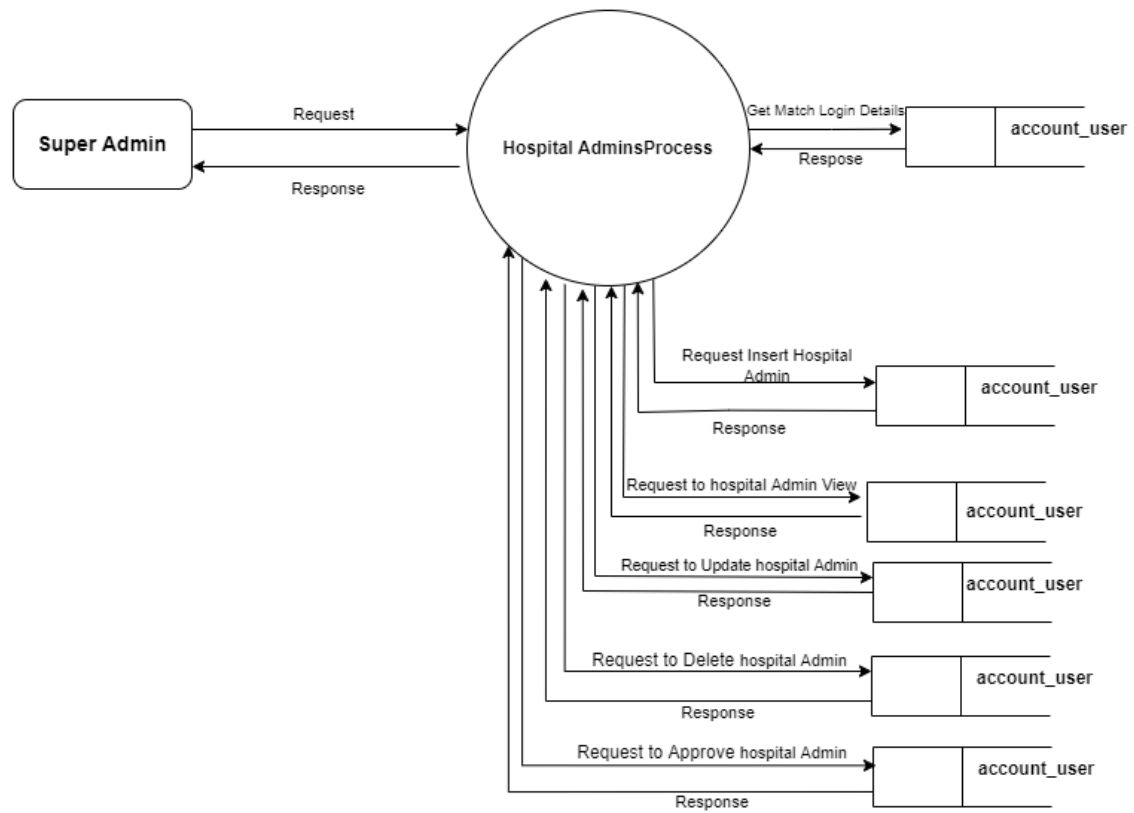 Request
Super Admin
Response
Hospital AdminsProcess
Get Match Login Details
Respose
account_user
Request Insert Hospital
Admin
Response
account_user
Request to hospital Admin View
Response
account_user
Request to Update hospital Admin
Response
account_user
Request to Delete hospital Admin
Response
account_user
Request to Approve hospital Admin
Response
account_user